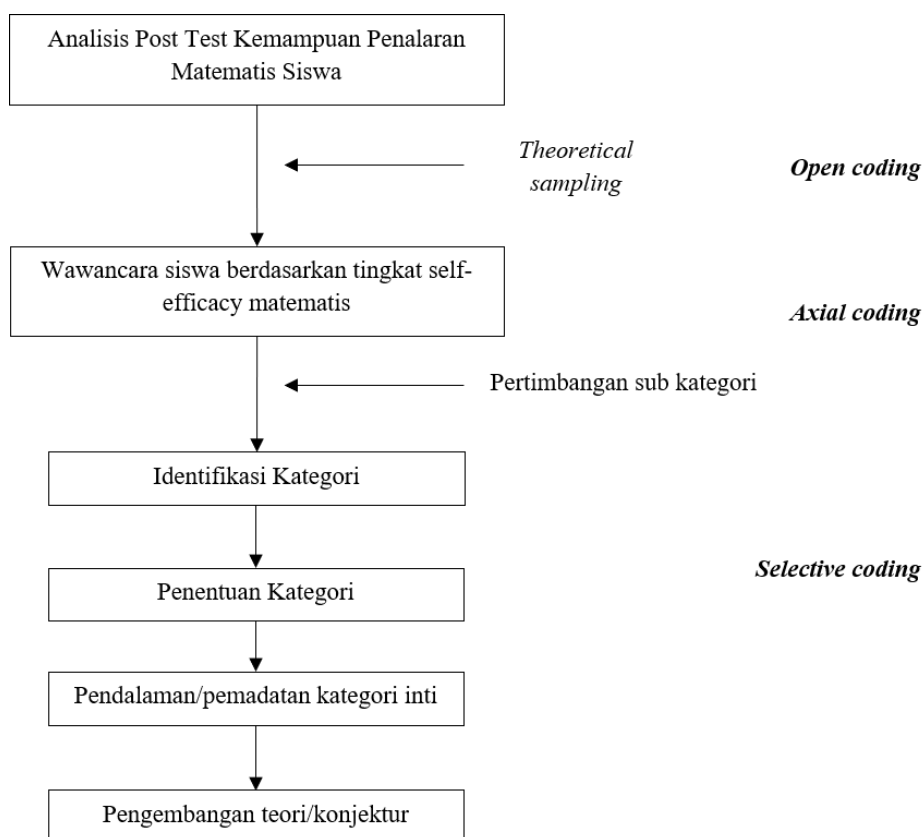 Analisis Post Test Kemampuan Penalaran
Matematis Siswa
Theoretical
sampling
Open coding
Wawancara siswa berdasarkan tingkat self-
efficacy matematis
Axial coding
Pertimbangan sub kategori
Identifikasi Kategori
Penentuan Kategori
Selective coding
Pendalaman/pemadatan kategori inti
Pengembangan teori/konjektur